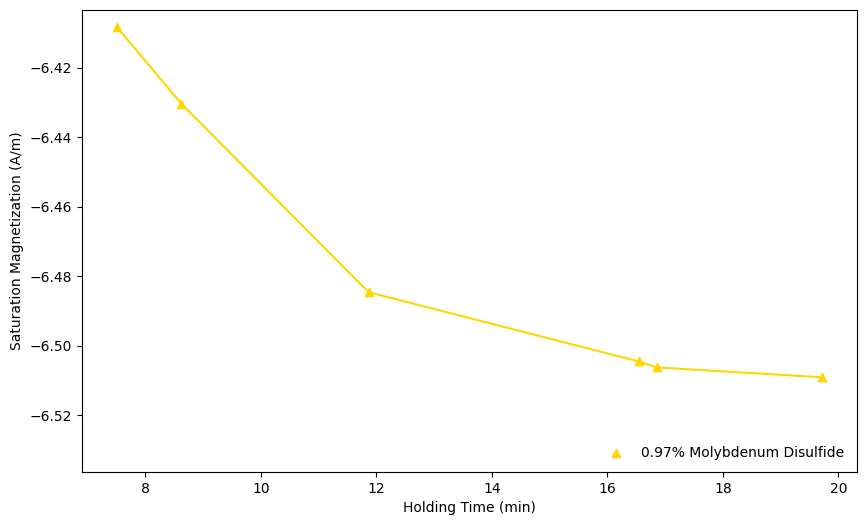 Saturation Magnetization (A/m)
−6.42
−6.44
−6.46
−6.48
−6.50
−6.52
0.97% Molybdenum Disulfide
8 10 12 14 16 18 20
Holding Time (min)